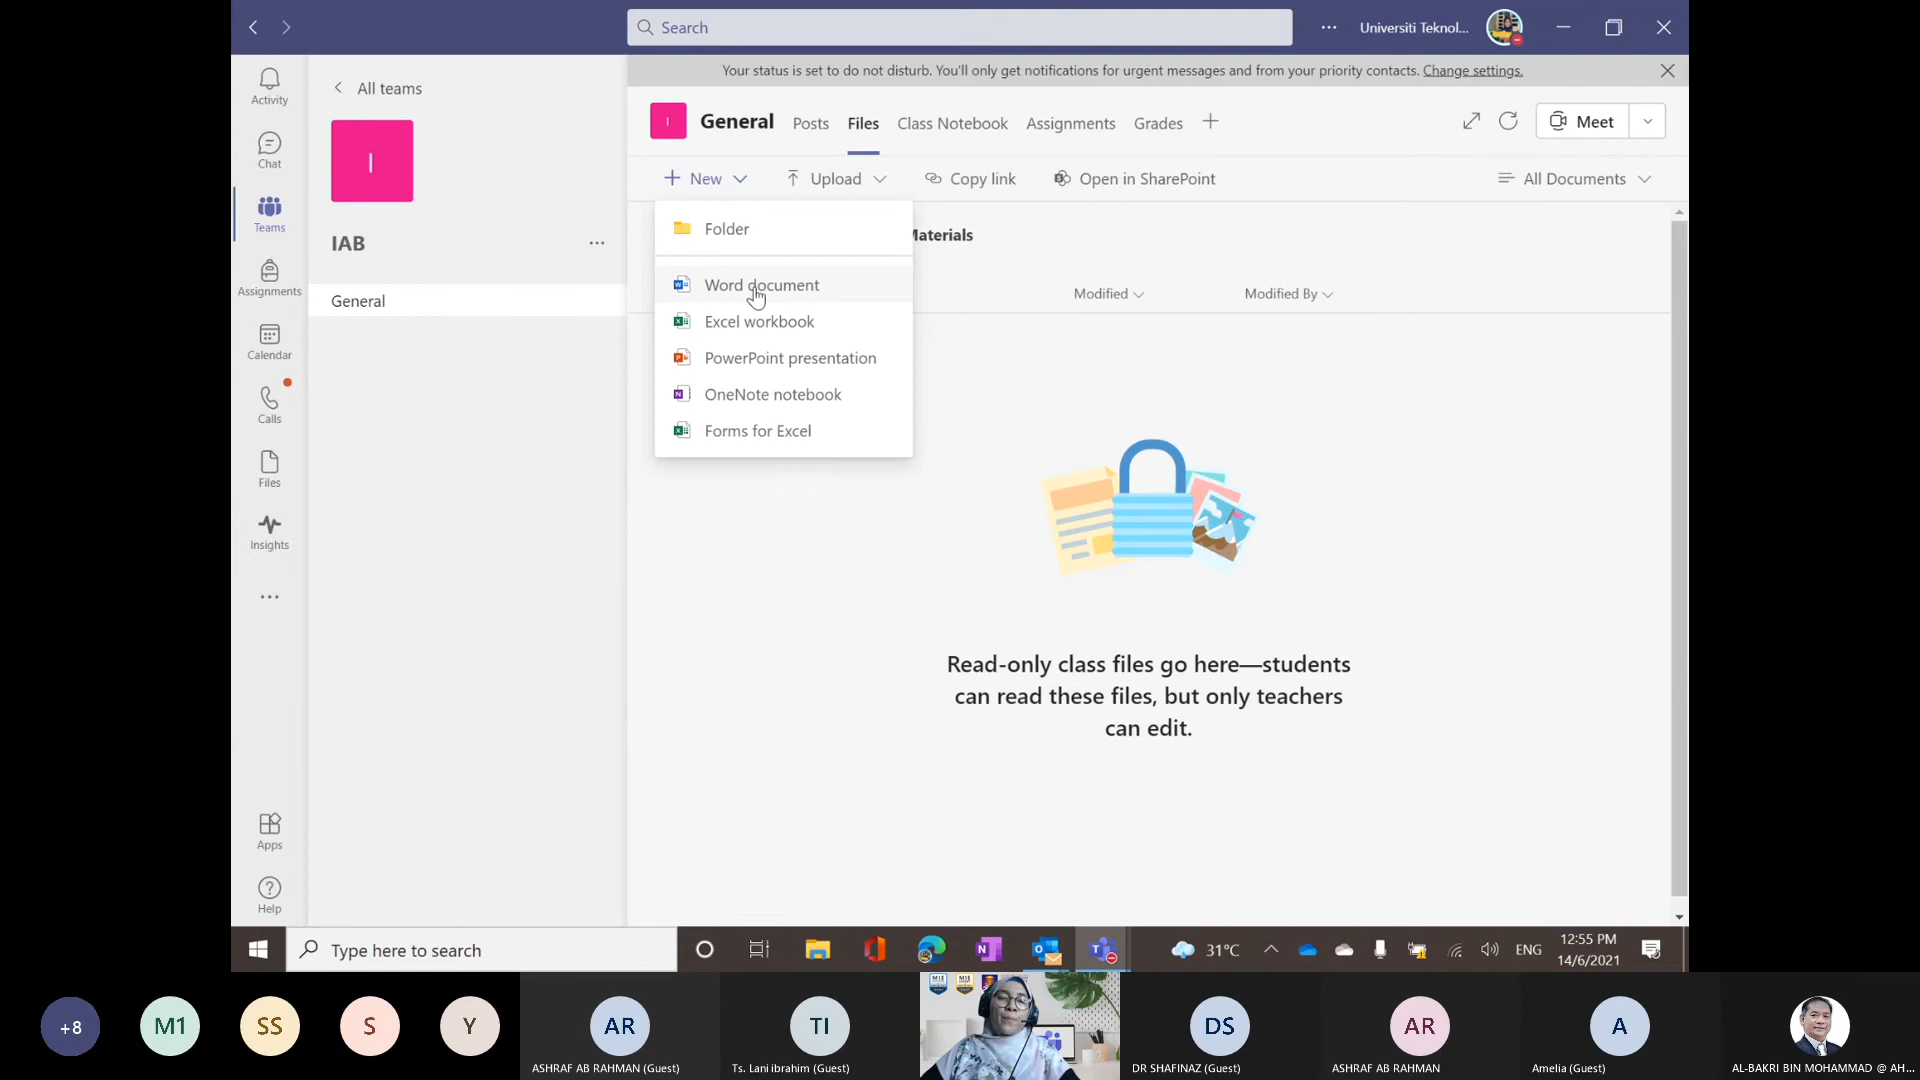 Search
Universiti Teknol...
Your status is set to do not disturb. You'll only get notifications for urgent messages and from your priority contacts. Change settings.
Activity
Chat
Teams
Assignments
Calendar
Calls
Files
Insights
Apps
Help
All teams
I
IAB
General
I
General
Posts
Files
Class Notebook
Assignments
Grades
Meet
New
Upload
Copy link
Open in SharePoint
All Documents
Folder
Word document
Excel workbook
PowerPoint presentation
OneNote notebook
Forms for Excel
Materials
Modified
Modified By
Read-only class files go here—students
can read these files, but only teachers
can edit.
Type here to search
31°C
ENG
12:55 PM
14/6/2021
+8
M1
SS
S
Y
AR
ASHRAF AB RAHMAN (Guest)
TI
Ts. Lani ibrahim (Guest)
MIE
MIE
DS
DR SHAFINAZ (Guest)
AR
ASHRAF AB RAHMAN
A
Amelia (Guest)
AL-BAKRI BIN MOHAMMAD @ AH...